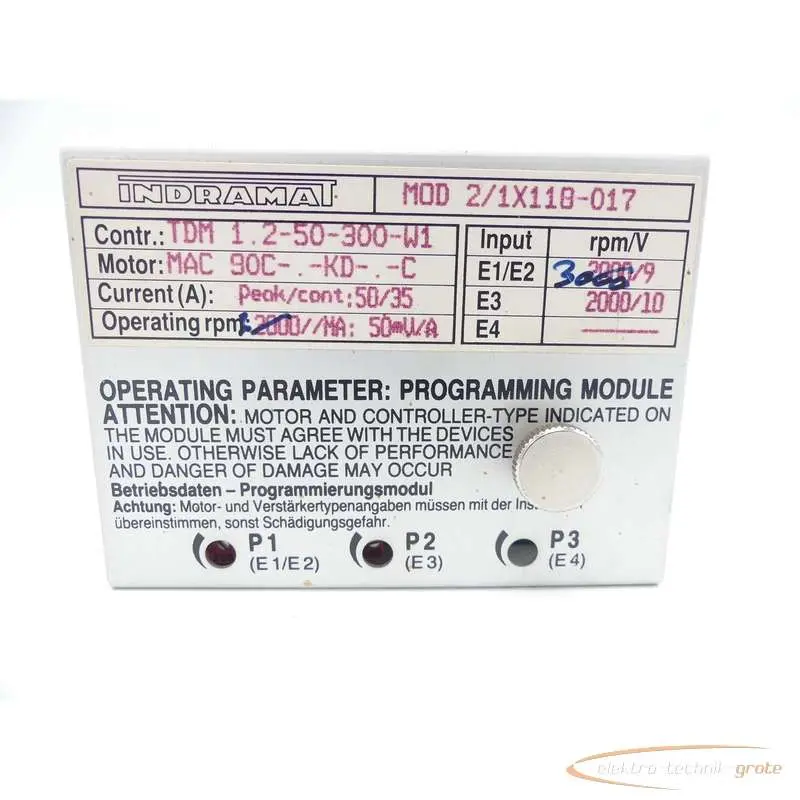 INDRAMAT MOD 2/1X118-017
Contr.: TDM 1.2-50-300-W1
Motor: MAC 90C-.-KD-.-C
Current (A): Peak/cont:50/35
Operating rpm: 2000//MA: 50mV/A
Input rpm/V
E1/E2 3000 2000/9
E3 2000/10
E4 ———
OPERATING PARAMETER: PROGRAMMING MODULE
ATTENTION: MOTOR AND CONTROLLER-TYPE INDICATED ON
THE MODULE MUST AGREE WITH THE DEVICES
IN USE. OTHERWISE LACK OF PERFORMANCE
AND DANGER OF DAMAGE MAY OCCUR
Betriebsdaten – Programmierungsmodul
Achtung: Motor- und Verstärkertypenangaben müssen mit der
übereinstimmen, sonst Schädigungsgefahr.
P1 P2 P3
(E1/E2) (E3) (E4)
elektro-technik-grote